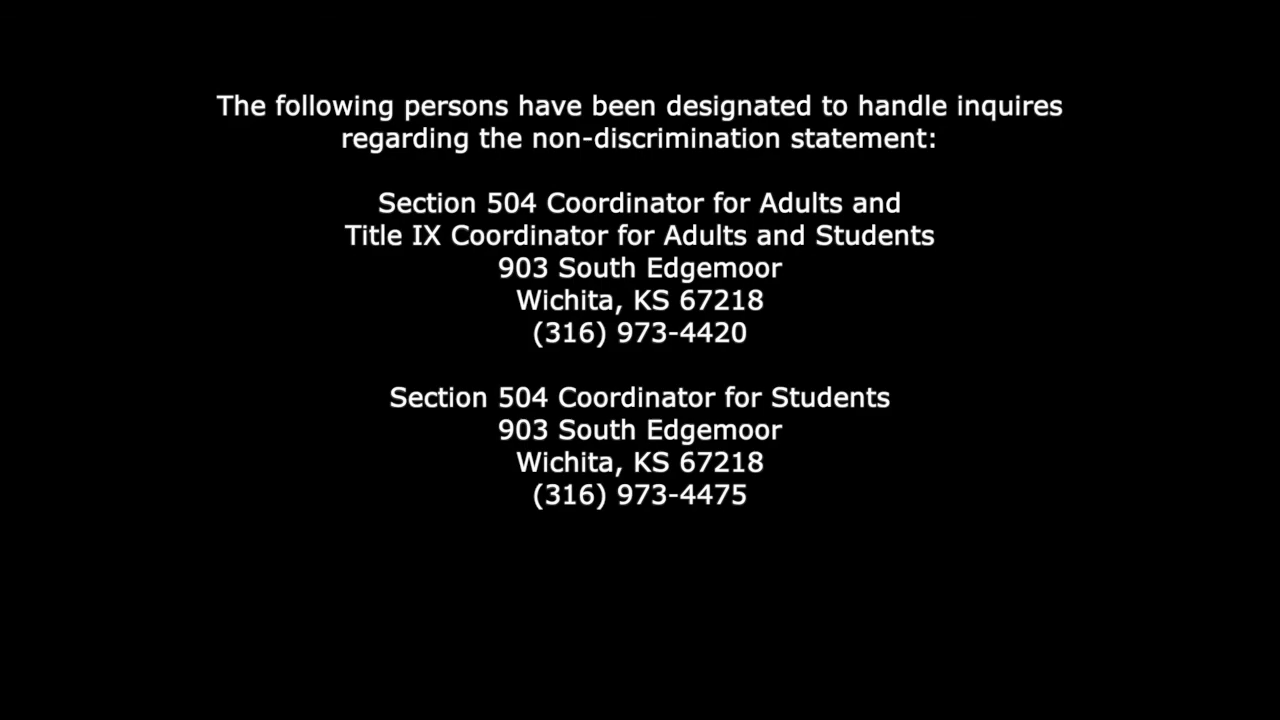 The following persons have been designated to handle inquires
regarding the non-discrimination statement:
Section 504 Coordinator for Adults and
Title IX Coordinator for Adults and Students
903 South Edgemoor
Wichita, KS 67218
(316) 973-4420
Section 504 Coordinator for Students
903 South Edgemoor
Wichita, KS 67218
(316) 973-4475